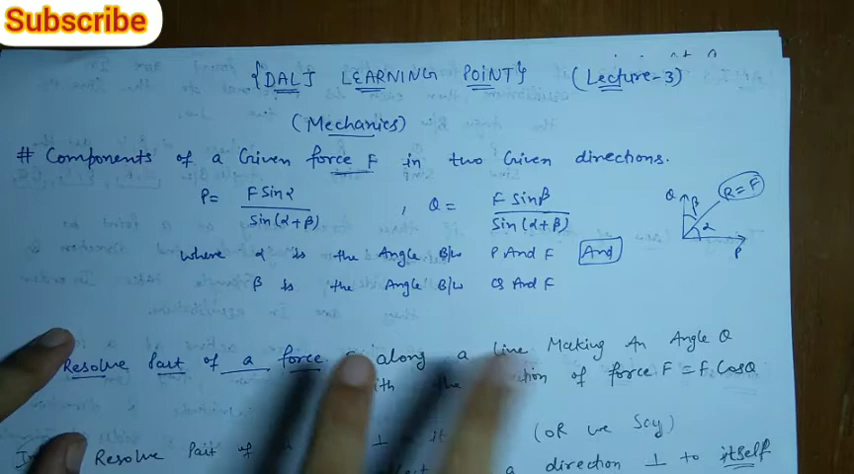 Subscribe
{DALJ LEARNING POINT} (Lecture-3)
(Mechanics)
# Components of a Given force F in two Given directions.
P= F Sinα / Sin(α+β) , Q= F Sinβ / Sin(α+β)
Q β R=F α P
where α is the Angle B/w P And F And
β is the Angle B/w Q And F
Resolve Part of a force along a line Making An Angle Q
the of force F = F CosQ
Resolve Part of ⊥ (OR we Say)
a direction ⊥ to itself